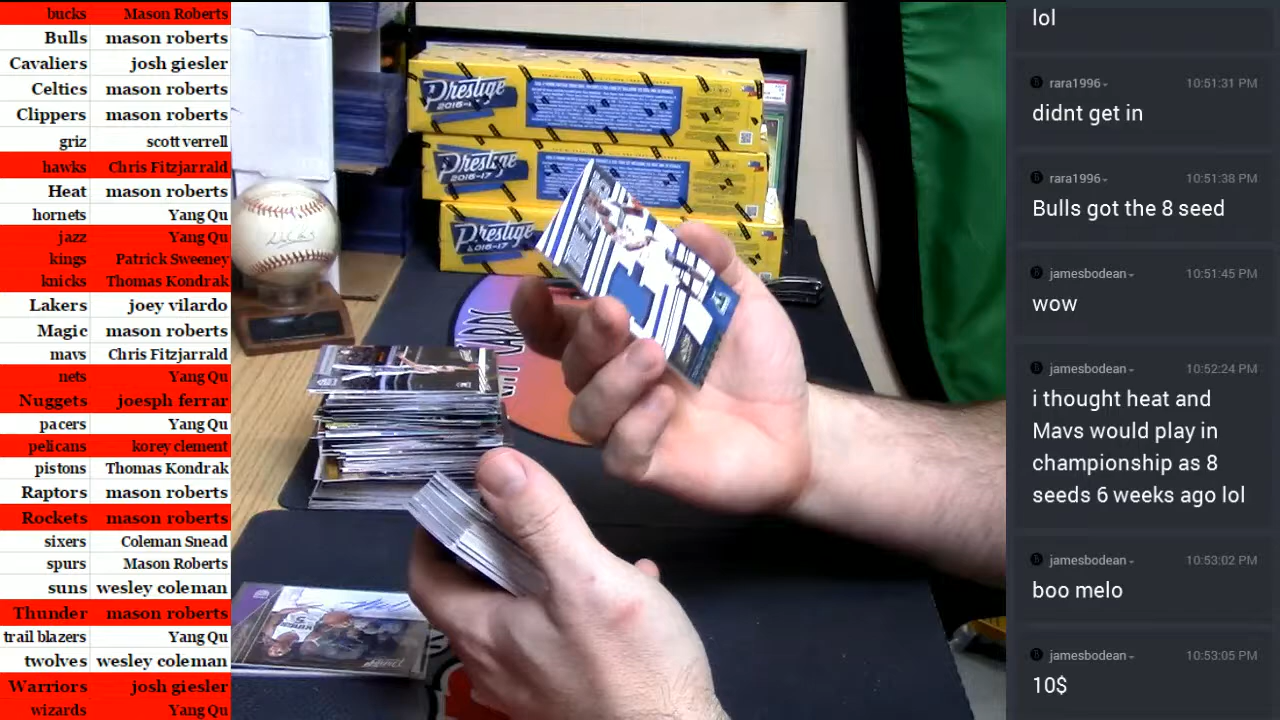 bucks Mason Roberts
Bulls mason roberts
Cavaliers josh giesler
Celtics mason roberts
Clippers mason roberts
griz scott verrell
hawks Chris Fitzjarrald
Heat mason roberts
hornets Yang Qu
jazz Yang Qu
kings Patrick Sweeney
knicks Thomas Kondrak
Lakers joey vilardo
Magic mason roberts
mavs Chris Fitzjarrald
nets Yang Qu
Nuggets joesph ferrar
pacers Yang Qu
pelicans korey clement
pistons Thomas Kondrak
Raptors mason roberts
Rockets mason roberts
sixers Coleman Snead
spurs Mason Roberts
suns wesley coleman
Thunder mason roberts
trail blazers Yang Qu
twolves wesley coleman
Warriors josh giesler
wizards Yang Qu
Prestige
2016-17
Prestige
2016-17
Prestige
2016-17
lol
rara1996 10:51:31 PM
didnt get in
rara1996 10:51:38 PM
Bulls got the 8 seed
jamesbodean 10:51:45 PM
wow
jamesbodean 10:52:24 PM
i thought heat and
Mavs would play in
championship as 8
seeds 6 weeks ago lol
jamesbodean 10:53:02 PM
boo melo
jamesbodean 10:53:05 PM
10$